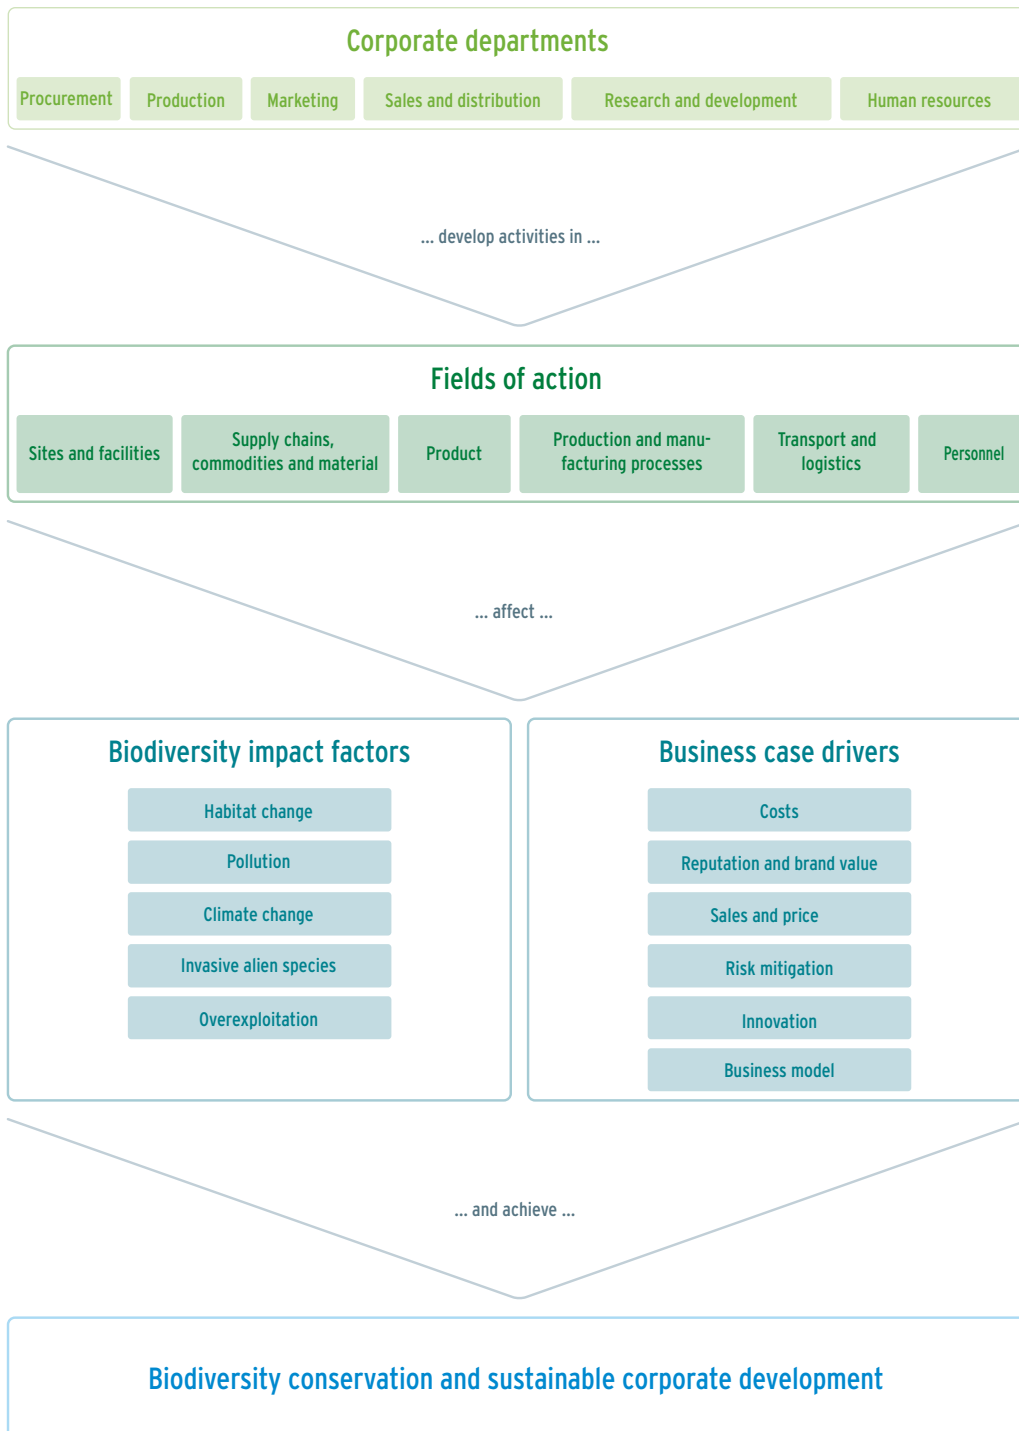 Corporate departments
Procurement
Production
Marketing
Sales and distribution
Research and development
Human resources
... develop activities in ...
Fields of action
Sites and facilities
Supply chains,
commodities and material
Product
Production and manu-
facturing processes
Transport and
logistics
Personnel
... affect ...
Biodiversity impact factors
Habitat change
Pollution
Climate change
Invasive alien species
Overexploitation
Business case drivers
Costs
Reputation and brand value
Sales and price
Risk mitigation
Innovation
Business model
... and achieve ...
Biodiversity conservation and sustainable corporate development